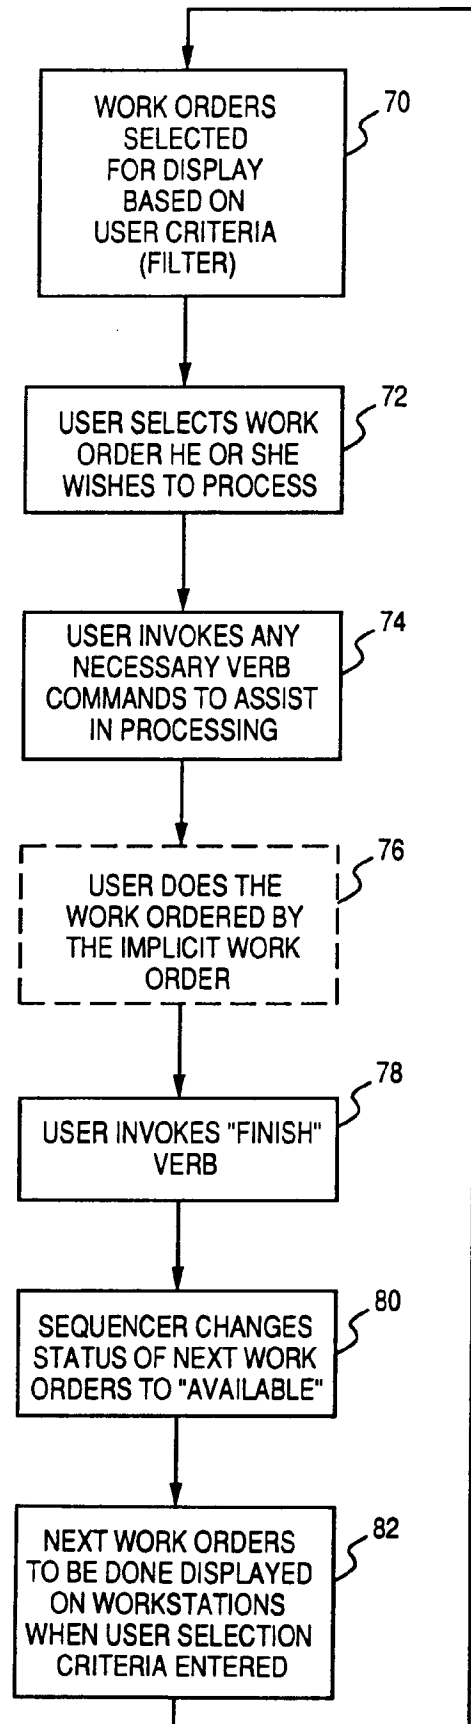 70
WORK ORDERS
SELECTED
FOR DISPLAY
BASED ON
USER CRITERIA
(FILTER)
72
USER SELECTS WORK
ORDER HE OR SHE
WISHES TO PROCESS
74
USER INVOKES ANY
NECESSARY VERB
COMMANDS TO ASSIST
IN PROCESSING
76
USER DOES THE
WORK ORDERED BY
THE IMPLICIT WORK
ORDER
78
USER INVOKES "FINISH"
VERB
80
SEQUENCER CHANGES
STATUS OF NEXT WORK
ORDERS TO "AVAILABLE"
82
NEXT WORK ORDERS
TO BE DONE DISPLAYED
ON WORKSTATIONS
WHEN USER SELECTION
CRITERIA ENTERED